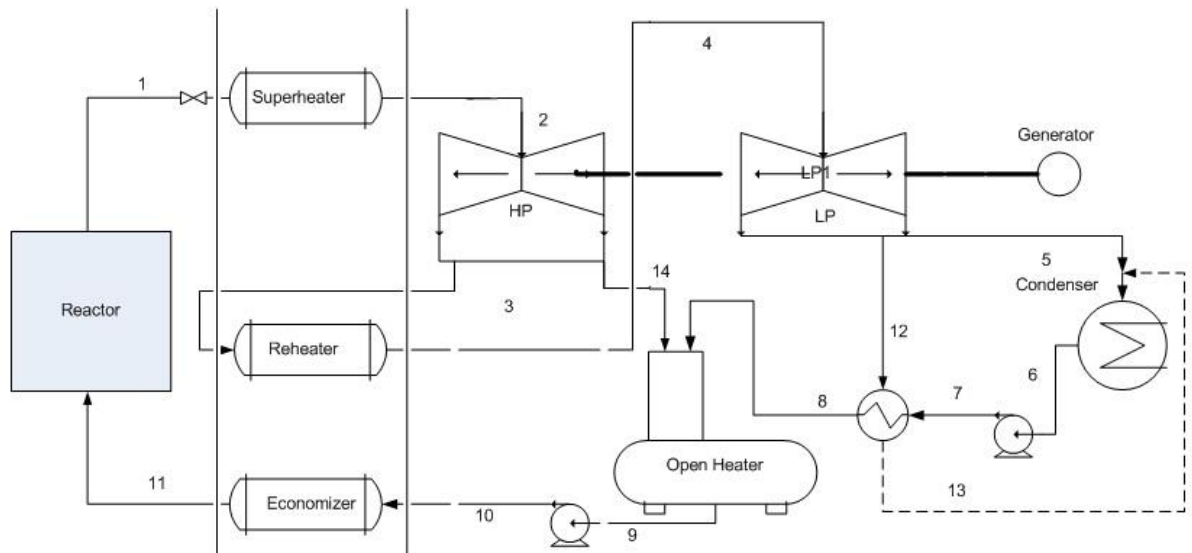 1
Superheater
2
HP
4
LP1
LP
Generator
Reactor
14
3
Reheater
5
Condenser
12
6
7
8
Open Heater
13
Economizer
11
10
9